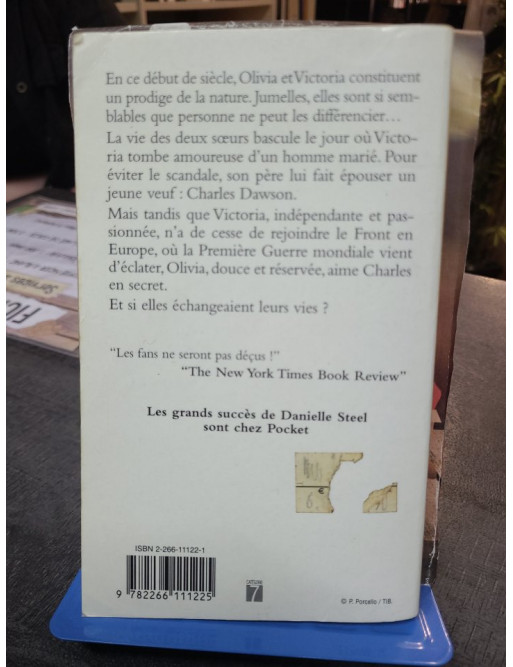 En ce début de siècle, Olivia et Victoria constituent
un prodige de la nature. Jumelles, elles sont si sem-
blables que personne ne peut les différencier…
La vie des deux sœurs bascule le jour où Victo-
ria tombe amoureuse d'un homme marié. Pour
éviter le scandale, son père lui fait épouser un
jeune veuf : Charles Dawson.
Mais tandis que Victoria, indépendante et pas-
sionnée, n'a de cesse de rejoindre le Front en
Europe, où la Première Guerre mondiale vient
d'éclater, Olivia, douce et réservée, aime Charles
en secret.
Et si elles échangeaient leurs vies ?
"Les fans ne seront pas déçus !"
"The New York Times Book Review"
Les grands succès de Danielle Steel
sont chez Pocket
ISBN 2-266-11122-1
9 782266 111225
7
© P. Porcello / TIB